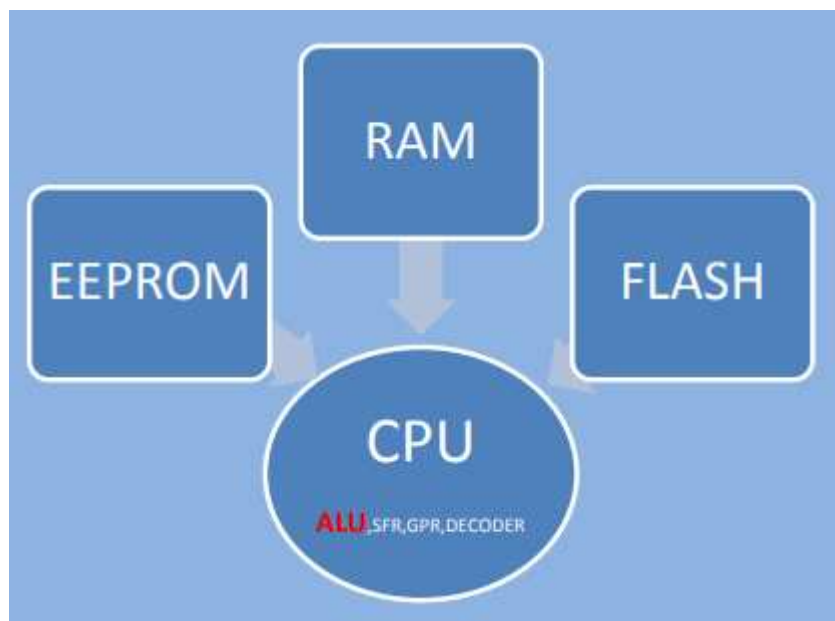 RAM
EEPROM
FLASH
CPU
ALU,SFR,GPR,DECODER